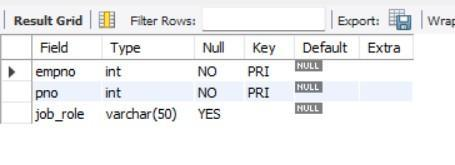 Result Grid Filter Rows: Export: Wrap
Field Type Null Key Default Extra
empno int NO PRI NULL
pno int NO PRI NULL
job_role varchar(50) YES NULL